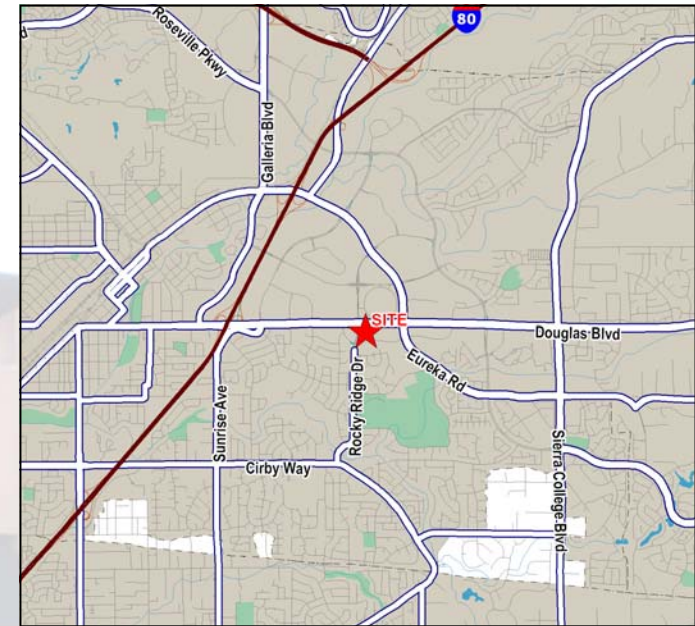 80
Roseville Pkwy
Galleria Blvd
SITE
Douglas Blvd
Eureka Rd
Rocky Ridge Dr
Sunrise Ave
Cirby Way
Sierra College Blvd